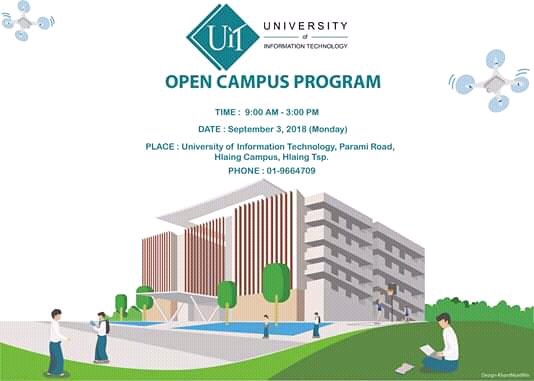 UiT
UNIVERSITY
of
INFORMATION TECHNOLOGY
OPEN CAMPUS PROGRAM
TIME : 9:00 AM - 3:00 PM
DATE : September 3, 2018 (Monday)
PLACE : University of Information Technology, Parami Road,
Hlaing Campus, Hlaing Tsp.
PHONE : 01-9664709